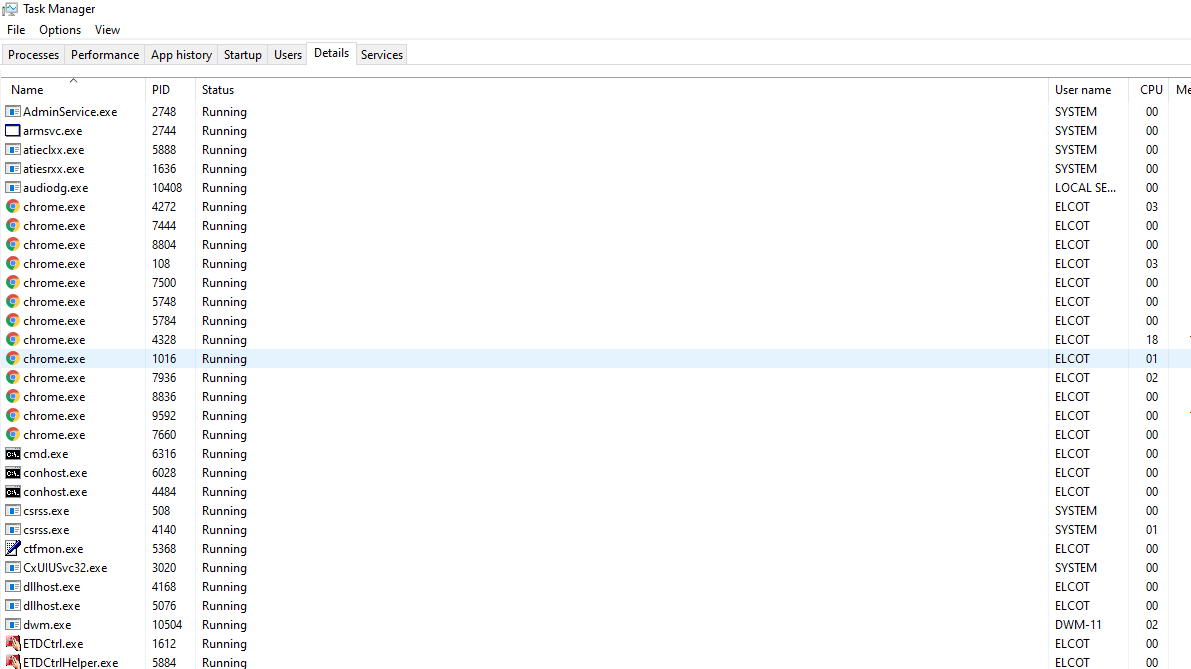 Task Manager
File Options View
Processes Performance App history Startup Users Details Services
Name PID Status User name CPU Me
AdminService.exe 2748 Running SYSTEM 00
armsvc.exe 2744 Running SYSTEM 00
atieclxx.exe 5888 Running SYSTEM 00
atiesrxx.exe 1636 Running SYSTEM 00
audiodg.exe 10408 Running LOCAL SE... 00
chrome.exe 4272 Running ELCOT 03
chrome.exe 7444 Running ELCOT 00
chrome.exe 8804 Running ELCOT 00
chrome.exe 108 Running ELCOT 03
chrome.exe 7500 Running ELCOT 00
chrome.exe 5748 Running ELCOT 00
chrome.exe 5784 Running ELCOT 00
chrome.exe 4328 Running ELCOT 18
chrome.exe 1016 Running ELCOT 01
chrome.exe 7936 Running ELCOT 02
chrome.exe 8836 Running ELCOT 00
chrome.exe 9592 Running ELCOT 00
chrome.exe 7660 Running ELCOT 00
cmd.exe 6316 Running ELCOT 00
conhost.exe 6028 Running ELCOT 00
conhost.exe 4484 Running ELCOT 00
csrss.exe 508 Running SYSTEM 00
csrss.exe 4140 Running SYSTEM 01
ctfmon.exe 5368 Running ELCOT 00
CxUIUSvc32.exe 3020 Running SYSTEM 00
dllhost.exe 4168 Running ELCOT 00
dllhost.exe 5076 Running ELCOT 00
dwm.exe 10504 Running DWM-11 02
ETDCtrl.exe 1612 Running ELCOT 00
ETDCtrlHelper.exe 5884 Running ELCOT 00